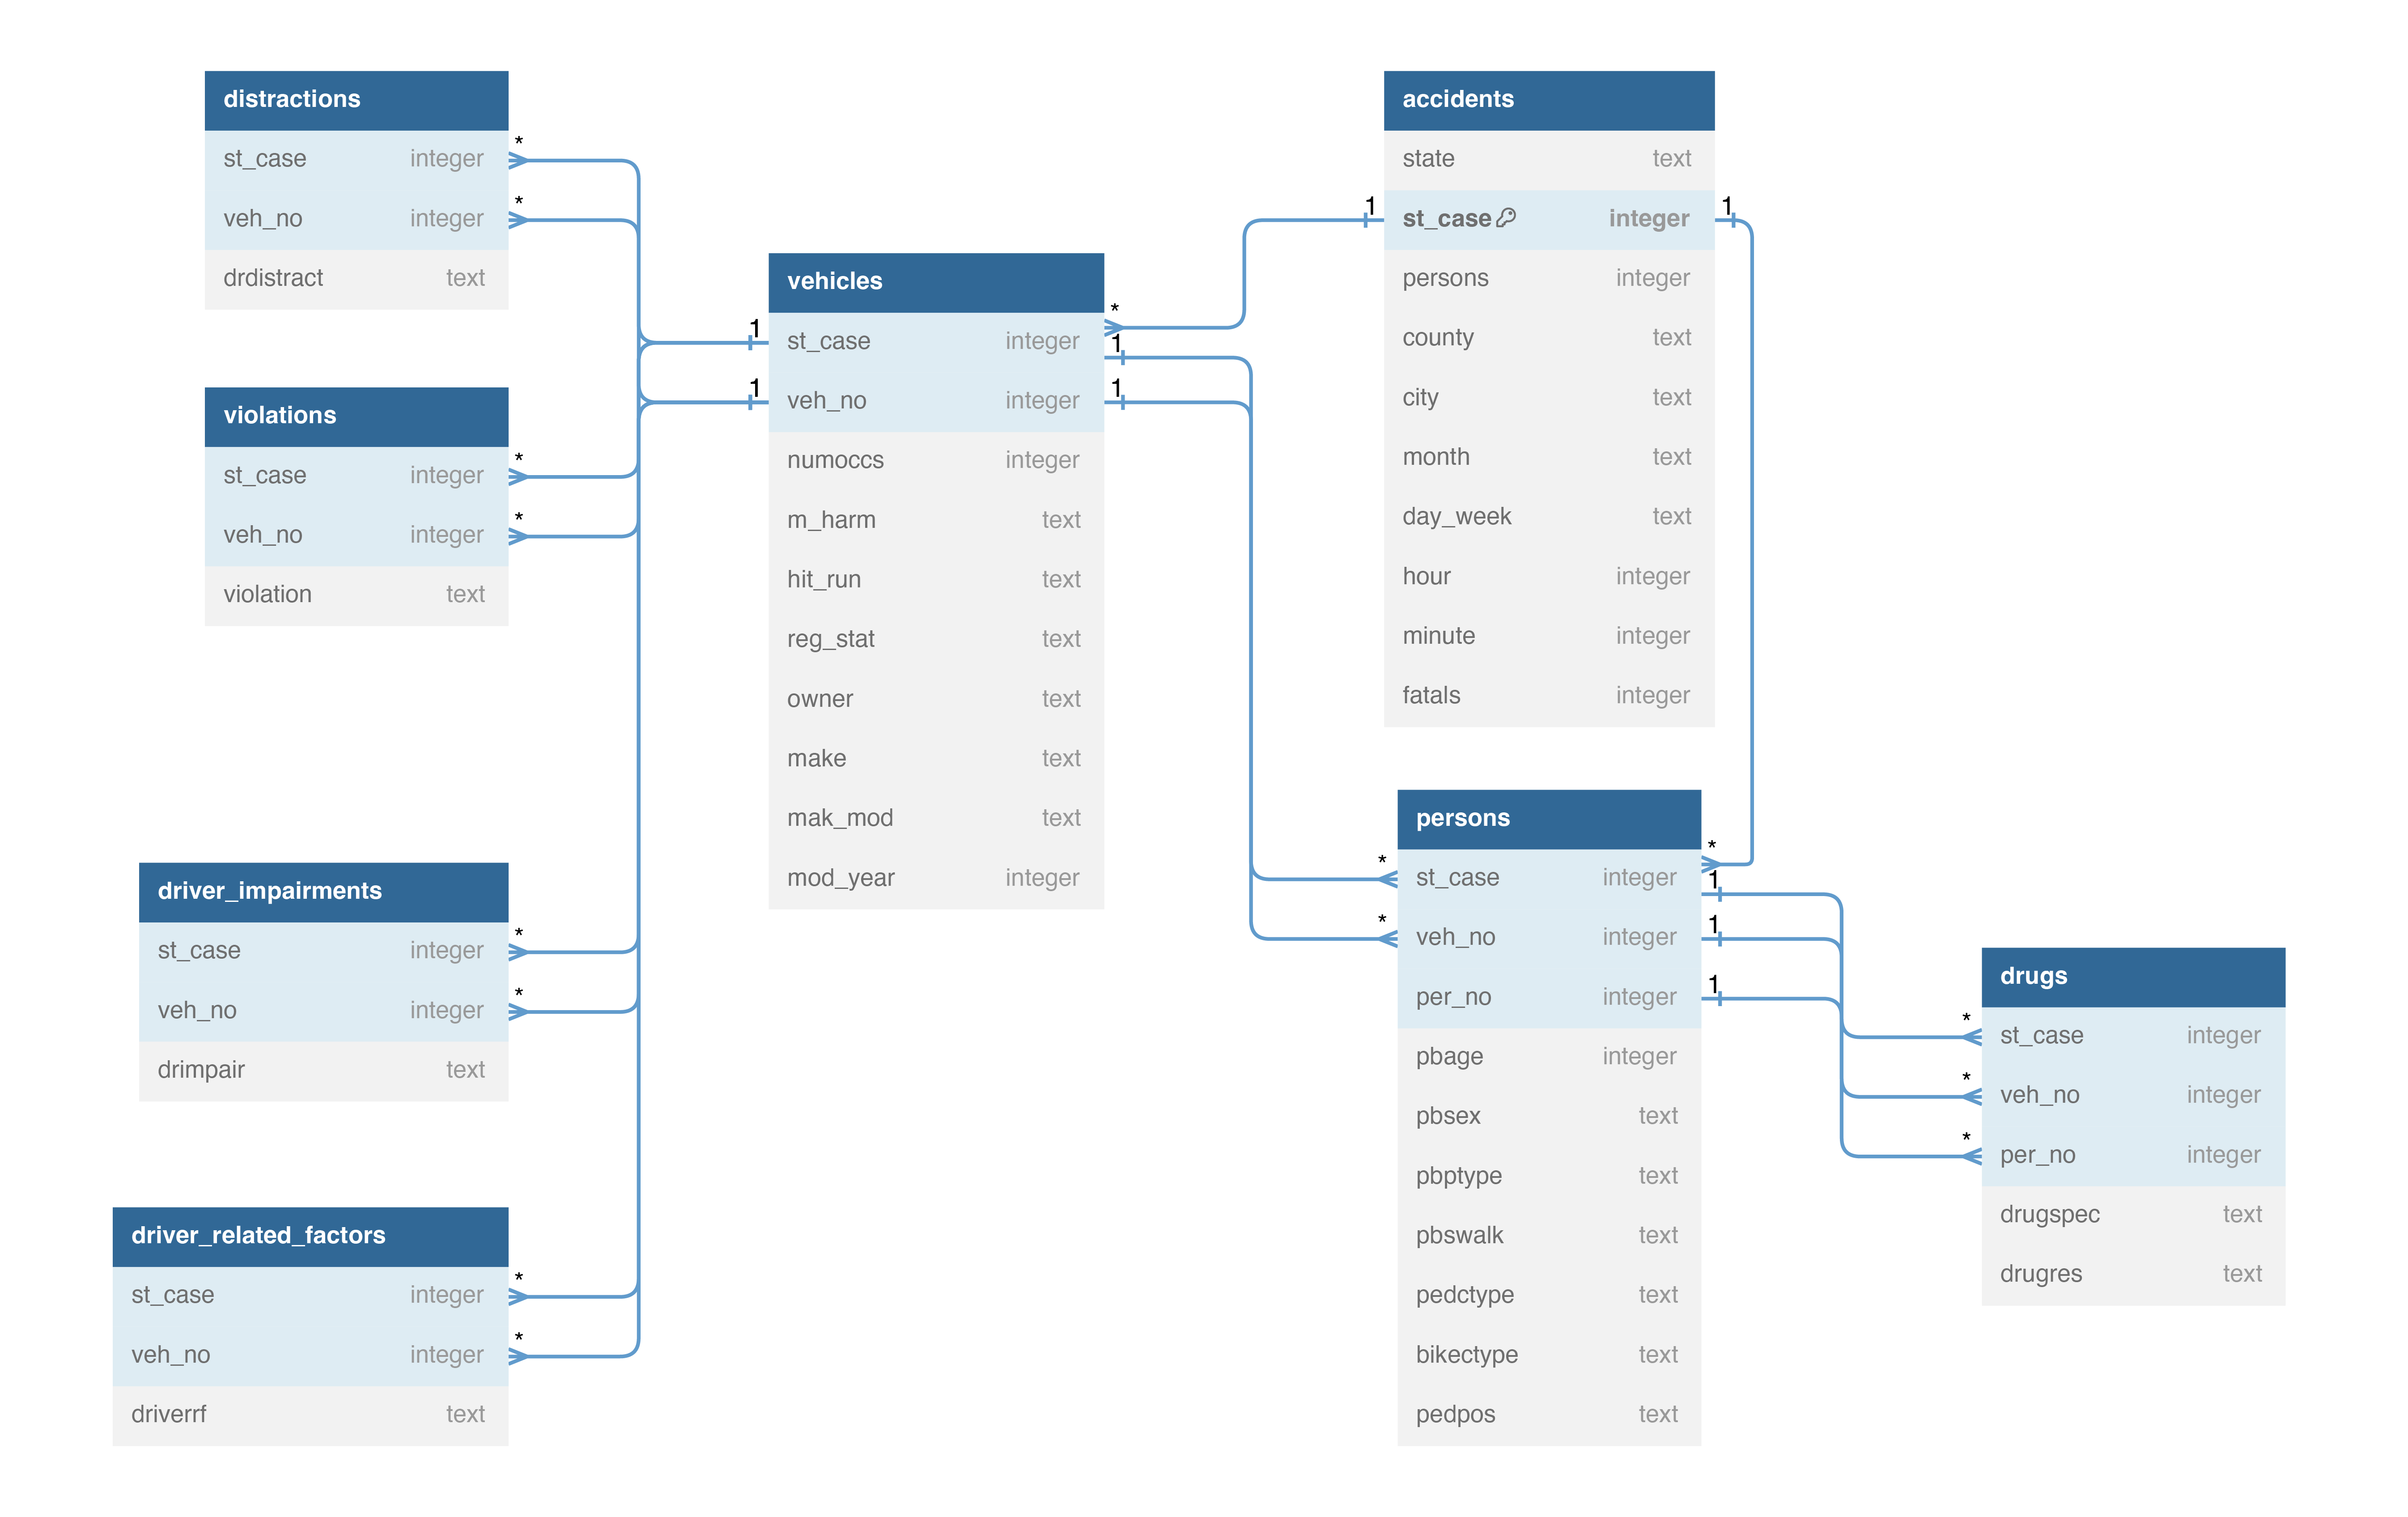 distractions
* st_case integer
* veh_no integer
drdistract text
violations
* st_case integer
* veh_no integer
violation text
driver_impairments
* st_case integer
* veh_no integer
drimpair text
driver_related_factors
* st_case integer
* veh_no integer
driverrf text
vehicles
1 st_case integer * 1
1 veh_no integer 1
numoccs integer
m_harm text
hit_run text
reg_stat text
owner text
make text
mak_mod text
mod_year integer
accidents
state text
1 st_case integer 1
persons integer
county text
city text
month text
day_week text
hour integer
minute integer
fatals integer
persons
* st_case integer * 1
* veh_no integer 1
per_no integer 1
pbage integer
pbsex text
pbptype text
pbswalk text
pedctype text
bikectype text
pedpos text
drugs
* st_case integer
* veh_no integer
* per_no integer
drugspec text
drugres text